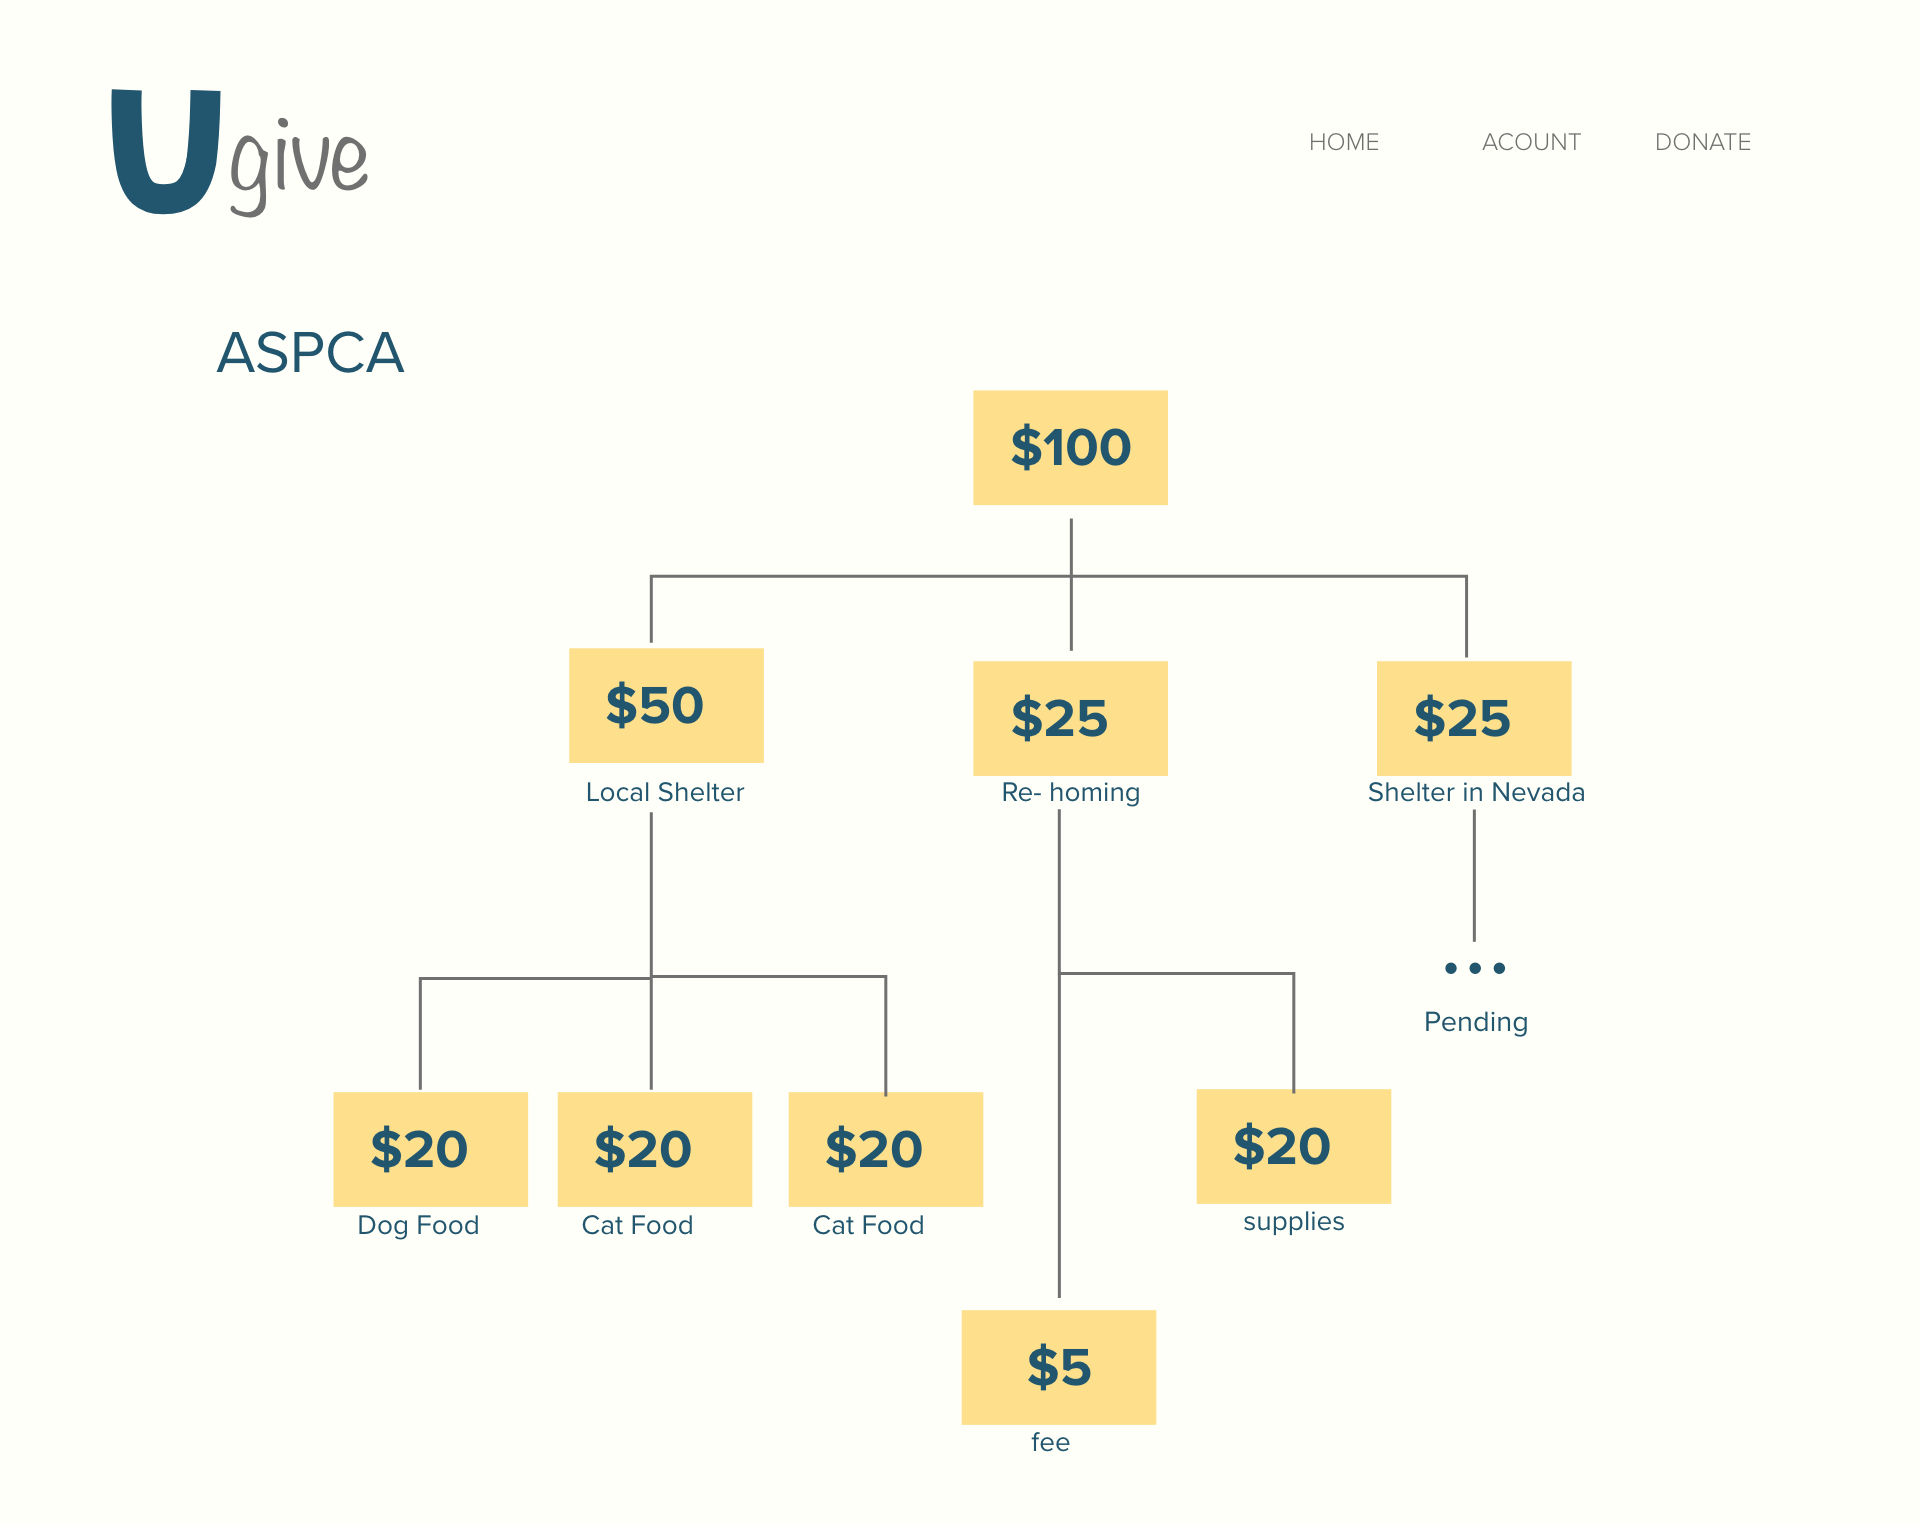 Ugive
HOME
ACOUNT
DONATE
ASPCA
$100
$50
$25
$25
Local Shelter
Re- homing
Shelter in Nevada
Pending
$20
$20
$20
$20
Dog Food
Cat Food
Cat Food
supplies
$5
fee